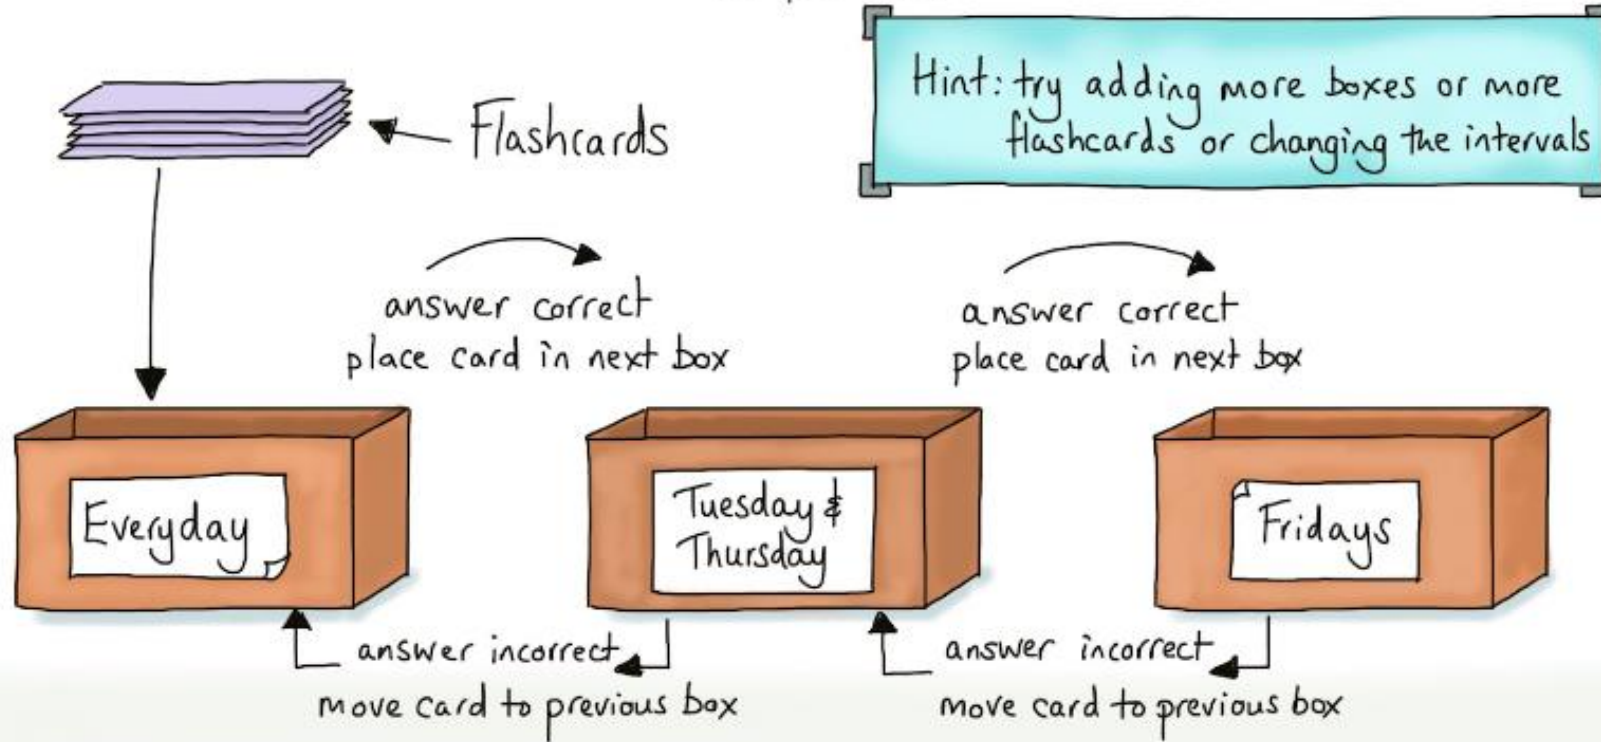 Flashcards
Hint: try adding more boxes or more
flashcards or changing the intervals
answer correct
place card in next box
answer correct
place card in next box
Everyday
Tuesday &
Thursday
Fridays
answer incorrect
move card to previous box
answer incorrect
move card to previous box